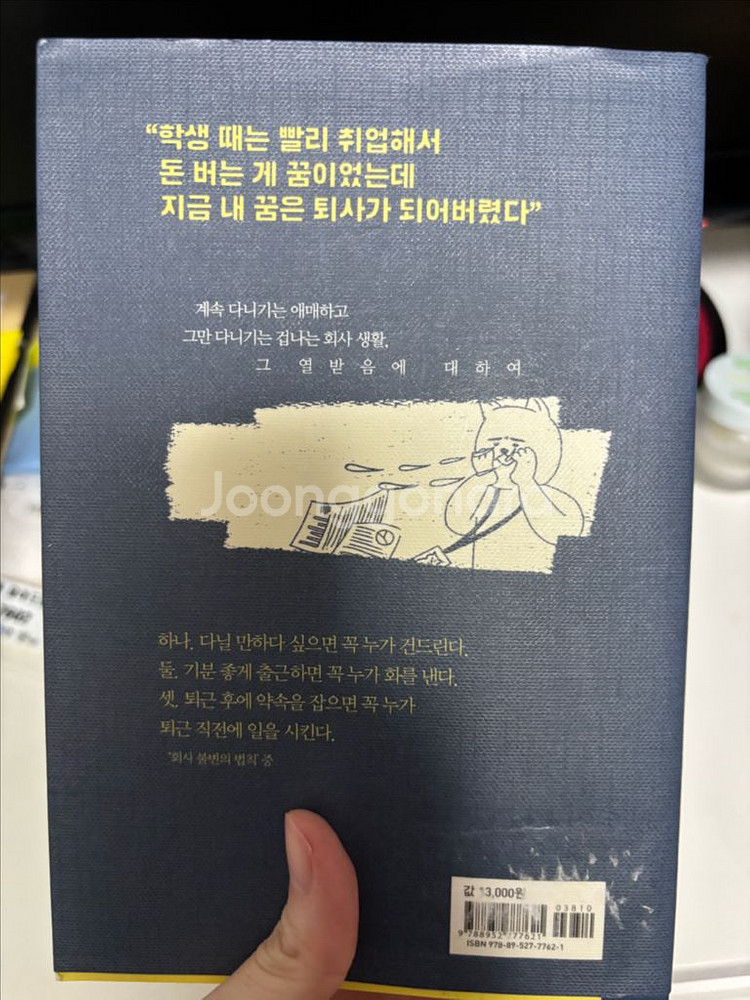 “학생 때는 빨리 취업해서
돈 버는 게 꿈이었는데
지금 내 꿈은 퇴사가 되어버렸다”
계속 다니기는 애매하고
그만 다니기는 겁나는 회사 생활,
그 열받음에 대하여
하나. 다닐 만하다 싶으면 꼭 누가 건드린다.
둘. 기분 좋게 출근하면 꼭 누가 화를 낸다.
셋. 퇴근 후에 약속을 잡으면 꼭 누가
퇴근 직전에 일을 시킨다.
‘회사 불변의 법칙’ 중
값 13,000원
03810
9 788952 777621
ISBN 978-89-527-7762-1